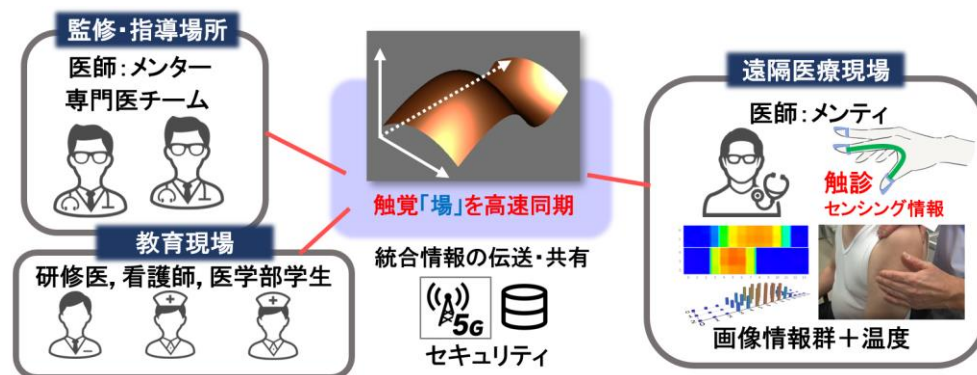 監修・指導場所
医師：メンター
専門医チーム
教育現場
研修医, 看護師, 医学部学生
触覚「場」を高速同期
統合情報の伝送・共有
5G
セキュリティ
遠隔医療現場
医師：メンティ
触診
センシング情報
画像情報群＋温度